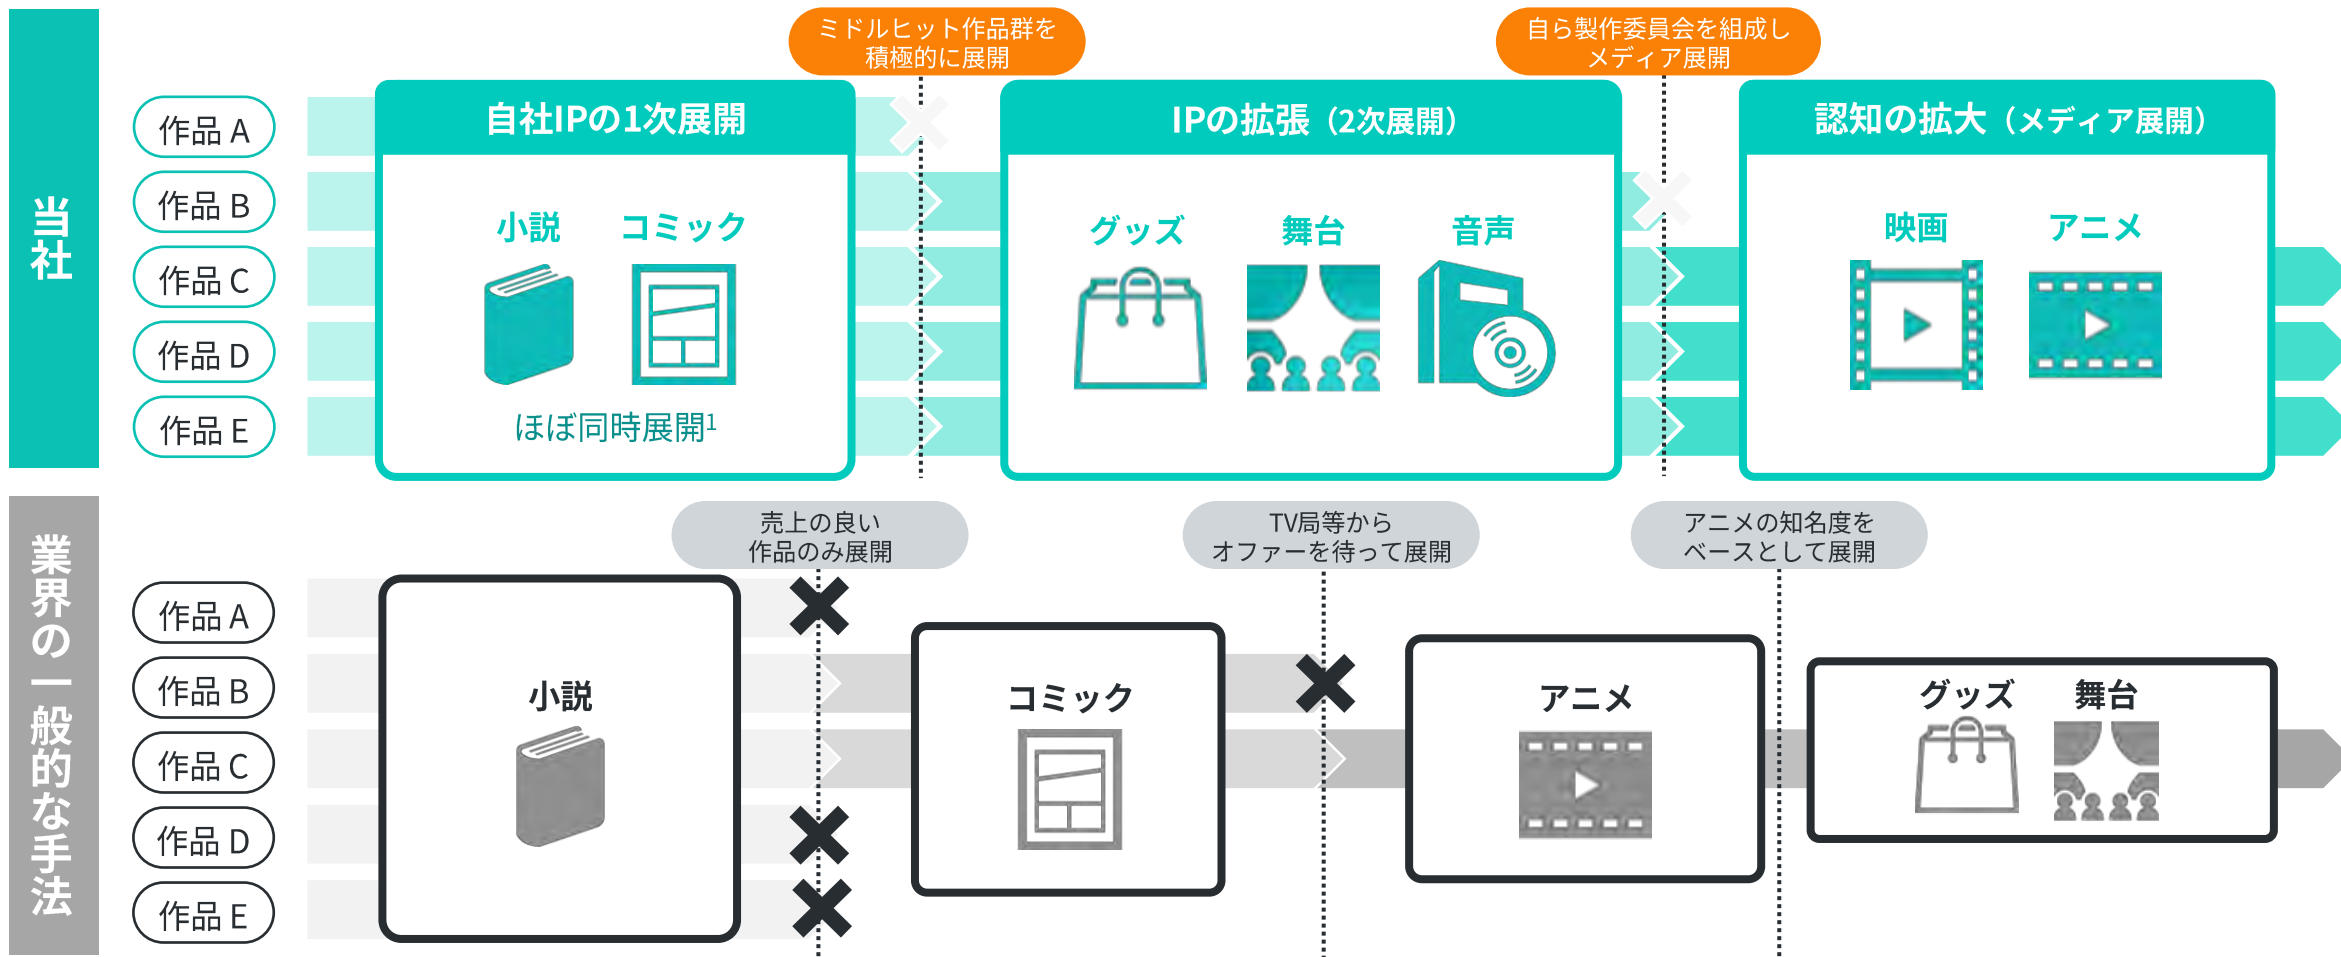 ミドルヒット作品群を
積極的に展開
自ら製作委員会を組成し
メディア展開
当社
作品 A
作品 B
作品 C
作品 D
作品 E
自社IPの1次展開
小説
コミック
ほぼ同時展開1
IPの拡張（2次展開）
グッズ
舞台
音声
認知の拡大（メディア展開）
映画
アニメ
業界の一般的な手法
売上の良い
作品のみ展開
TV局等から
オファーを待って展開
アニメの知名度を
ベースとして展開
作品 A
作品 B
作品 C
作品 D
作品 E
小説
コミック
アニメ
グッズ
舞台